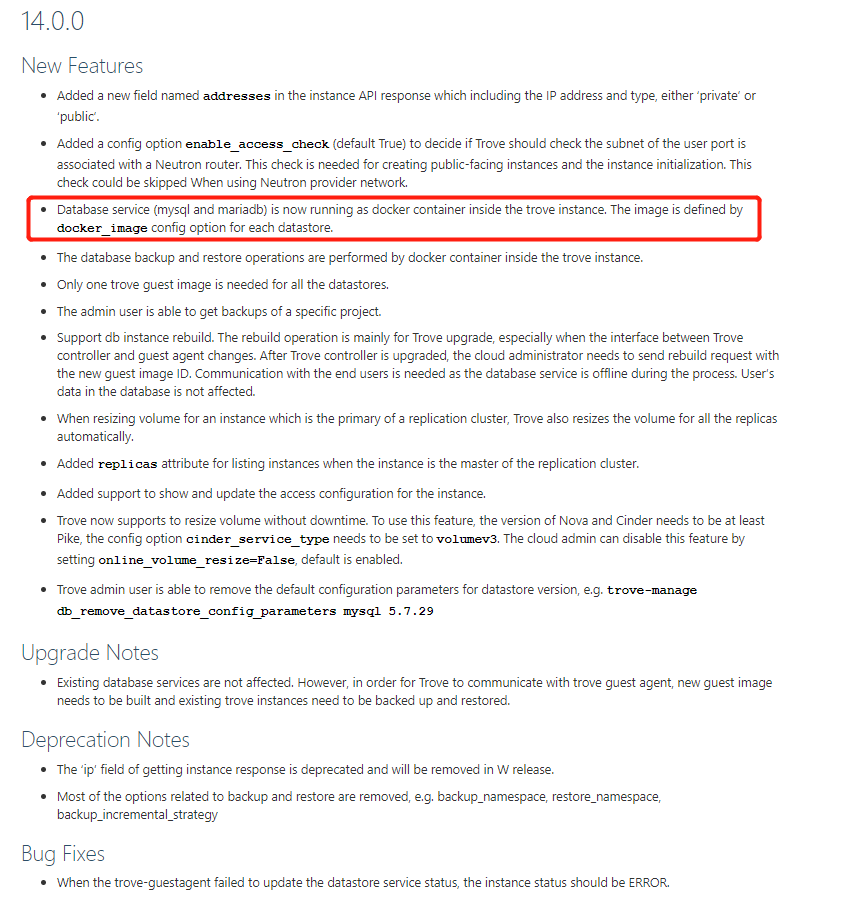 14.0.0
New Features
Added a new field named addresses in the instance API response which including the IP address and type, either ‘private’ or
‘public’.
Added a config option enable_access_check (default True) to decide if Trove should check the subnet of the user port is
associated with a Neutron router. This check is needed for creating public-facing instances and the instance initialization. This
check could be skipped When using Neutron provider network.
Database service (mysql and mariadb) is now running as docker container inside the trove instance. The image is defined by
docker_image config option for each datastore.
The database backup and restore operations are performed by docker container inside the trove instance.
Only one trove guest image is needed for all the datastores.
The admin user is able to get backups of a specific project.
Support db instance rebuild. The rebuild operation is mainly for Trove upgrade, especially when the interface between Trove
controller and guest agent changes. After Trove controller is upgraded, the cloud administrator needs to send rebuild request with
the new guest image ID. Communication with the end users is needed as the database service is offline during the process. User’s
data in the database is not affected.
When resizing volume for an instance which is the primary of a replication cluster, Trove also resizes the volume for all the replicas
automatically.
Added replicas attribute for listing instances when the instance is the master of the replication cluster.
Added support to show and update the access configuration for the instance.
Trove now supports to resize volume without downtime. To use this feature, the version of Nova and Cinder needs to be at least
Pike, the config option cinder_service_type needs to be set to volumev3. The cloud admin can disable this feature by
setting online_volume_resize=False, default is enabled.
Trove admin user is able to remove the default configuration parameters for datastore version, e.g. trove-manage
db_remove_datastore_config_parameters mysql 5.7.29
Upgrade Notes
Existing database services are not affected. However, in order for Trove to communicate with trove guest agent, new guest image
needs to be built and existing trove instances need to be backed up and restored.
Deprecation Notes
The ‘ip’ field of getting instance response is deprecated and will be removed in W release.
Most of the options related to backup and restore are removed, e.g. backup_namespace, restore_namespace,
backup_incremental_strategy
Bug Fixes
When the trove-guestagent failed to update the datastore service status, the instance status should be ERROR.